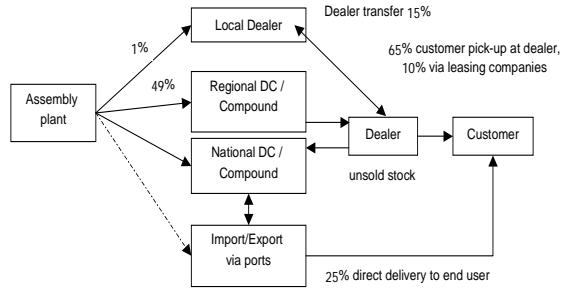 Dealer transfer 15%
Local Dealer
1%
65% customer pick-up at dealer,
10% via leasing companies
49%
Regional DC /
Compound
Assembly
plant
Dealer
Customer
National DC /
Compound
unsold stock
Import/Export
via ports
25% direct delivery to end user